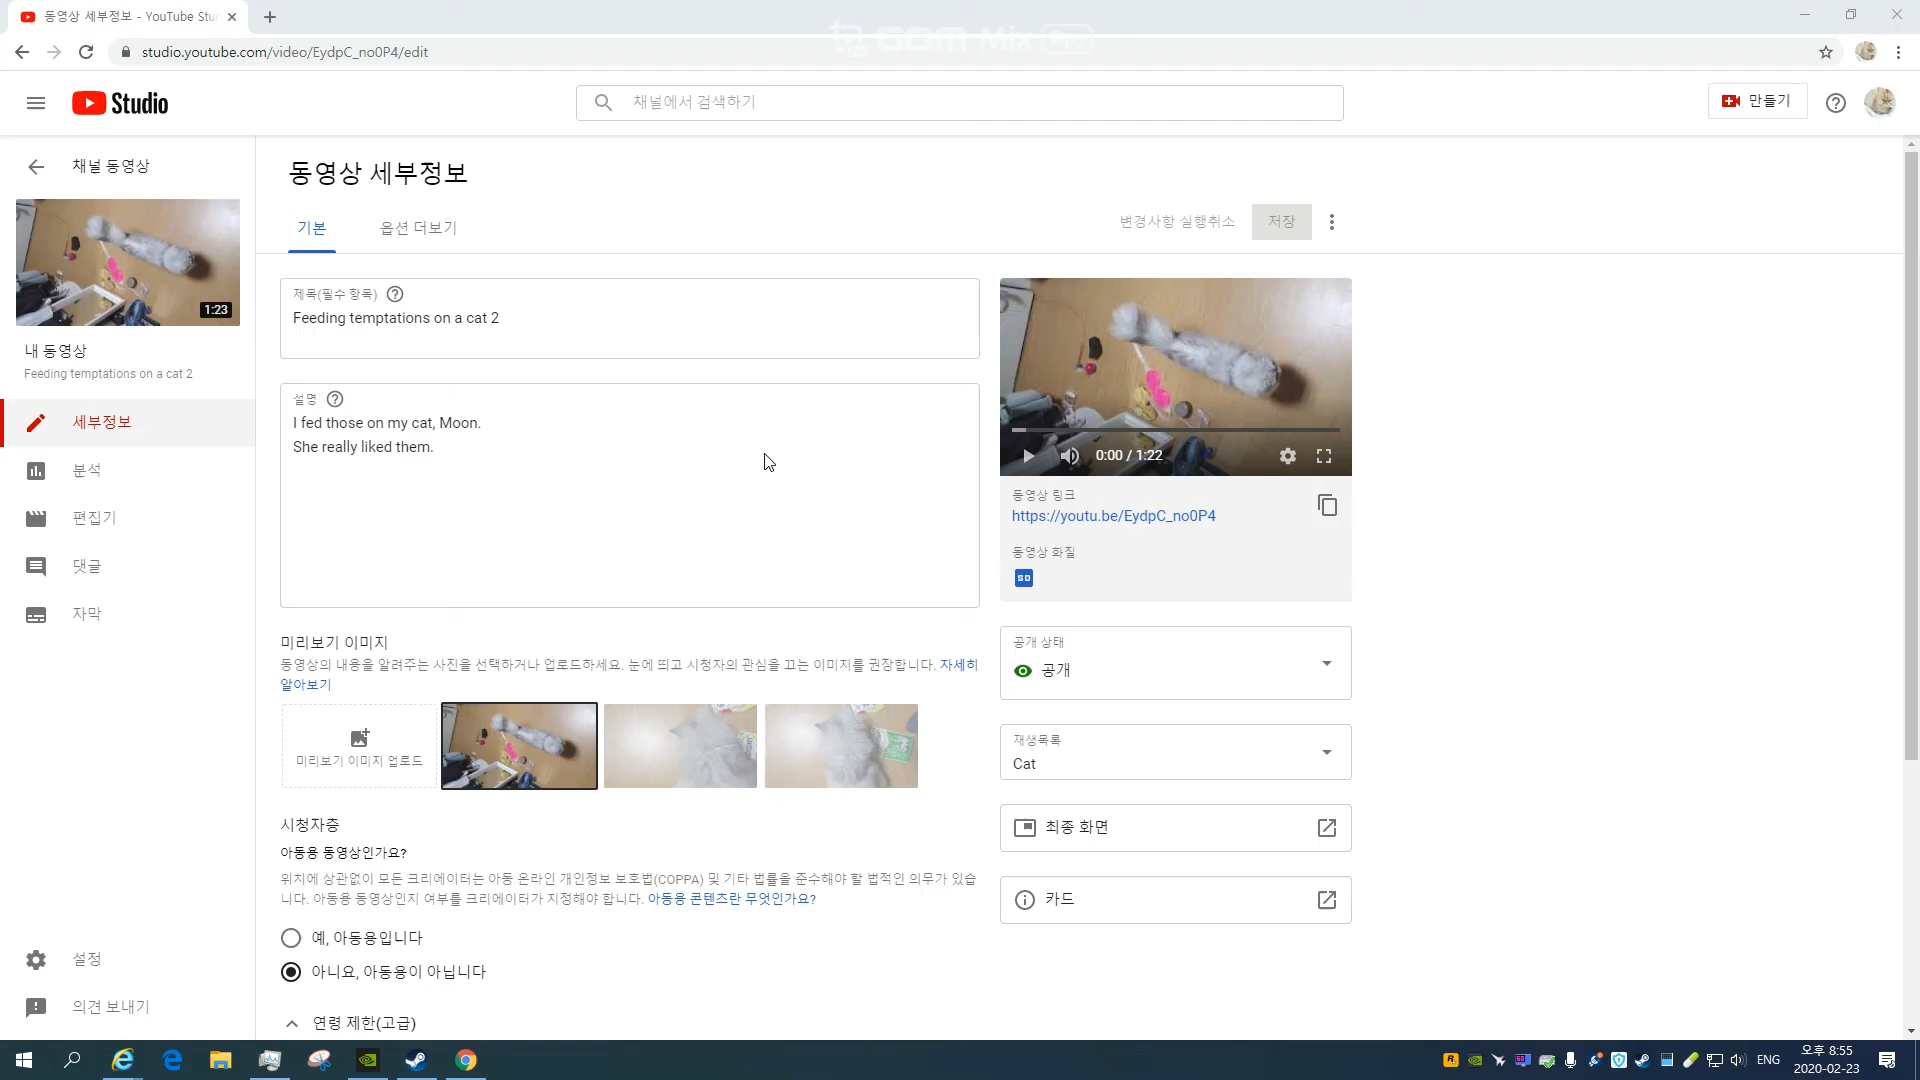 동영상 세부정보 - YouTube Stu
studio.youtube.com/video/EydpC_no0P4/edit
GOM Mix Pro
Studio
채널에서 검색하기
만들기
채널 동영상
1:23
내 동영상
Feeding temptations on a cat 2
세부정보
분석
편집기
댓글
자막
설정
의견 보내기
동영상 세부정보
기본
옵션 더보기
변경사항 실행취소
저장
제목(필수 항목)
Feeding temptations on a cat 2
설명
I fed those on my cat, Moon.
She really liked them.
미리보기 이미지
동영상의 내용을 알려주는 사진을 선택하거나 업로드하세요. 눈에 띄고 시청자의 관심을 끄는 이미지를 권장합니다. 자세히
알아보기
미리보기 이미지 업로드
시청자층
아동용 동영상인가요?
위치에 상관없이 모든 크리에이터는 아동 온라인 개인정보 보호법(COPPA) 및 기타 법률을 준수해야 할 법적인 의무가 있습
니다. 아동용 동영상인지 여부를 크리에이터가 지정해야 합니다. 아동용 콘텐츠란 무엇인가요?
예, 아동용입니다
아니요, 아동용이 아닙니다
연령 제한(고급)
0:00 / 1:22
동영상 링크
https://youtu.be/EydpC_no0P4
동영상 화질
SD
공개 상태
공개
재생목록
Cat
최종 화면
카드
ENG
오후 8:55
2020-02-23